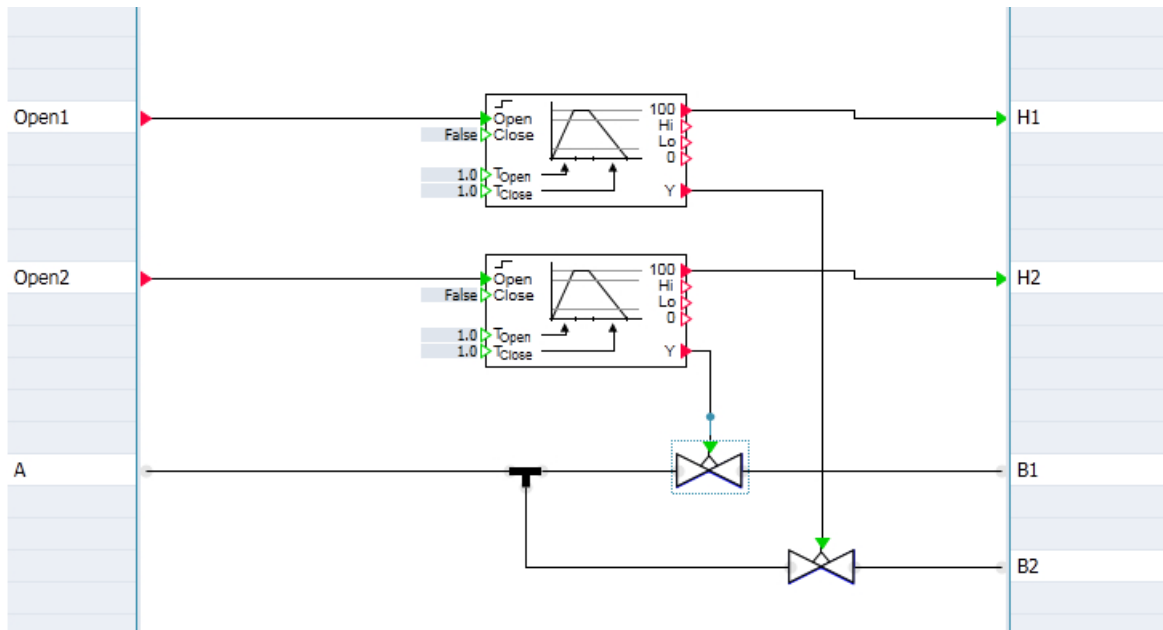 Open1
Open
False Close
1.0 TOpen
1.0 TClose
100
Hi
Lo
0
Y
H1
Open2
Open
False Close
1.0 TOpen
1.0 TClose
100
Hi
Lo
0
Y
H2
A
B1
B2